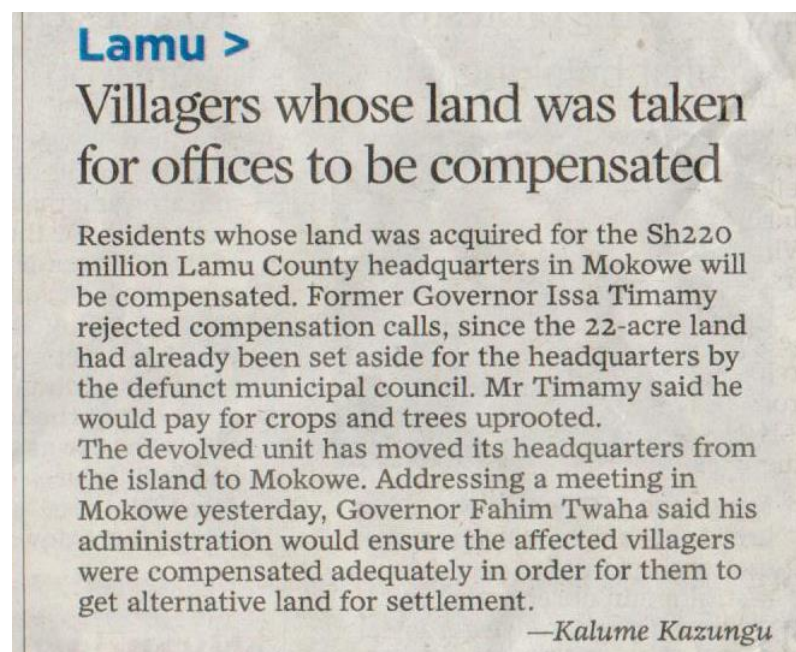 Lamu >
Villagers whose land was taken
for offices to be compensated
Residents whose land was acquired for the Sh220
million Lamu County headquarters in Mokowe will
be compensated. Former Governor Issa Timamy
rejected compensation calls, since the 22-acre land
had already been set aside for the headquarters by
the defunct municipal council. Mr Timamy said he
would pay for crops and trees uprooted.
The devolved unit has moved its headquarters from
the island to Mokowe. Addressing a meeting in
Mokowe yesterday, Governor Fahim Twaha said his
administration would ensure the affected villagers
were compensated adequately in order for them to
get alternative land for settlement.
—Kalume Kazungu